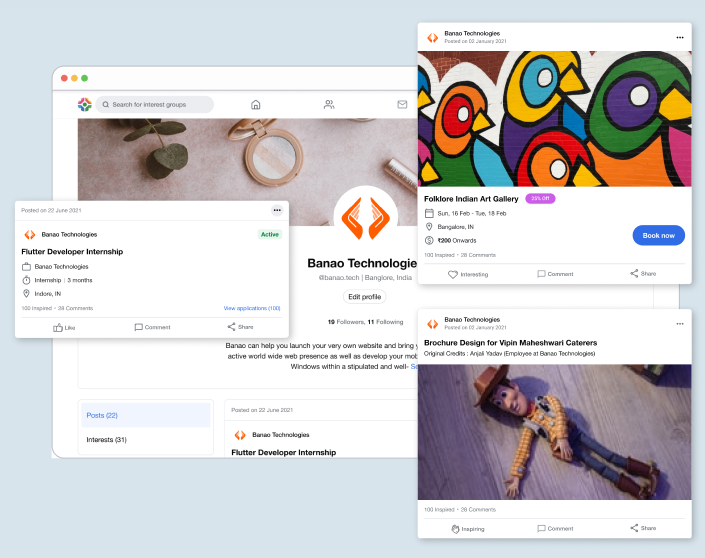 Search for interest groups
Banao Technologie
@banao.tech | Banglore, India
Edit profile
19 Followers, 11 Following
Banao can help you launch your very own website and bring y
active world wide web presence as well as develop your mob
Windows within a stipulated and well- Se
Posts (22)
Interests (31)
Posted on 22 June 2021
Banao Technologies
Flutter Developer Internship
Posted on 22 June 2021
Banao Technologies
Active
Flutter Developer Internship
Banao Technologies
Internship | 3 months
Indore, IN
100 Inspired • 28 Comments
View applications (100)
Like
Comment
Share
Banao Technologies
Posted on 02 January 2021
Folklore Indian Art Gallery
25% Off
Sun, 16 Feb - Tue, 18 Feb
Bangalore, IN
₹200 Onwards
Book now
100 Inspired • 28 Comments
Interesting
Comment
Share
Banao Technologies
Posted on 02 January 2021
Brochure Design for Vipin Maheshwari Caterers
Original Credits : Anjali Yadav (Employee at Banao Technologies)
100 Inspired • 28 Comments
Inspiring
Comment
Share